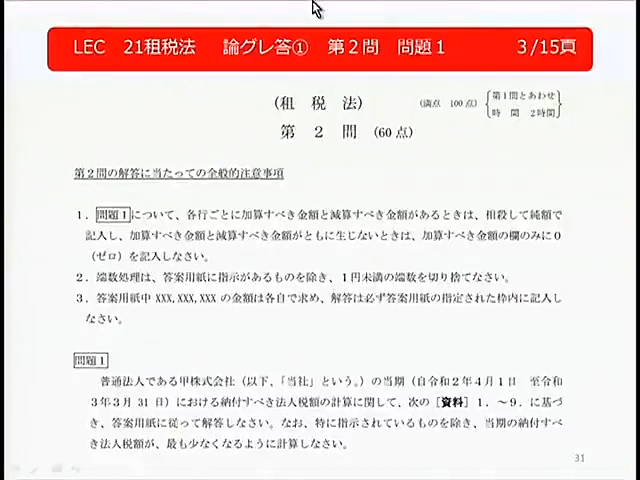 LEC 21租税法 論グレ答① 第２問 問題１ 3/15頁
(租 税 法) (満点 100点) 第１問とあわせ
時 間 ２時間
第 ２ 問 (60点)
第２問の解答に当たっての全般的注意事項
１．問題１について、各行ごとに加算すべき金額と減算すべき金額があるときは、相殺して純額で
記入し、加算すべき金額と減算すべき金額がともに生じないときは、加算すべき金額の欄のみに０
（ゼロ）を記入しなさい。
２．端数処理は、答案用紙に指示があるものを除き、１円未満の端数を切り捨てなさい。
３．答案用紙中 XXX,XXX,XXX の金額は各自で求め、解答は必ず答案用紙の指定された枠内に記入し
なさい。
問題１
普通法人である甲株式会社（以下、「当社」という。）の当期（自令和２年４月１日 至令和
３年３月 31 日）における納付すべき法人税額の計算に関して、次の［資料］１．～９．に基づ
き、答案用紙に従って解答しなさい。なお、特に指示されているものを除き、当期の納付すべ
き法人税額が、最も少なくなるように計算しなさい。
31